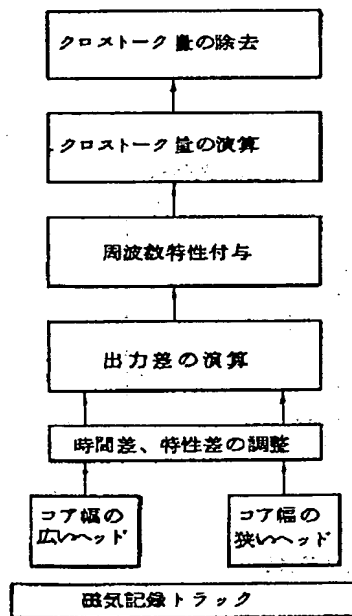 クロストーク量の除去
クロストーク量の演算
周波数特性付与
出力差の演算
時間差、特性差の調整
コア幅の
広いヘッド
コア幅の
狭いヘッド
磁気記録トラック